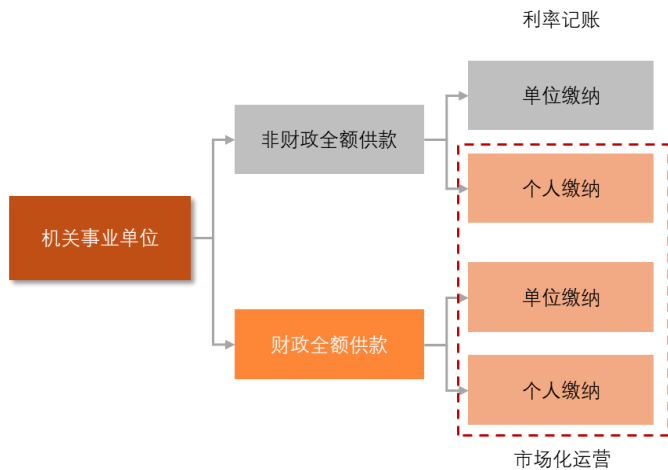 利率记账
单位缴纳
非财政全额供款
个人缴纳
机关事业单位
单位缴纳
财政全额供款
个人缴纳
市场化运营